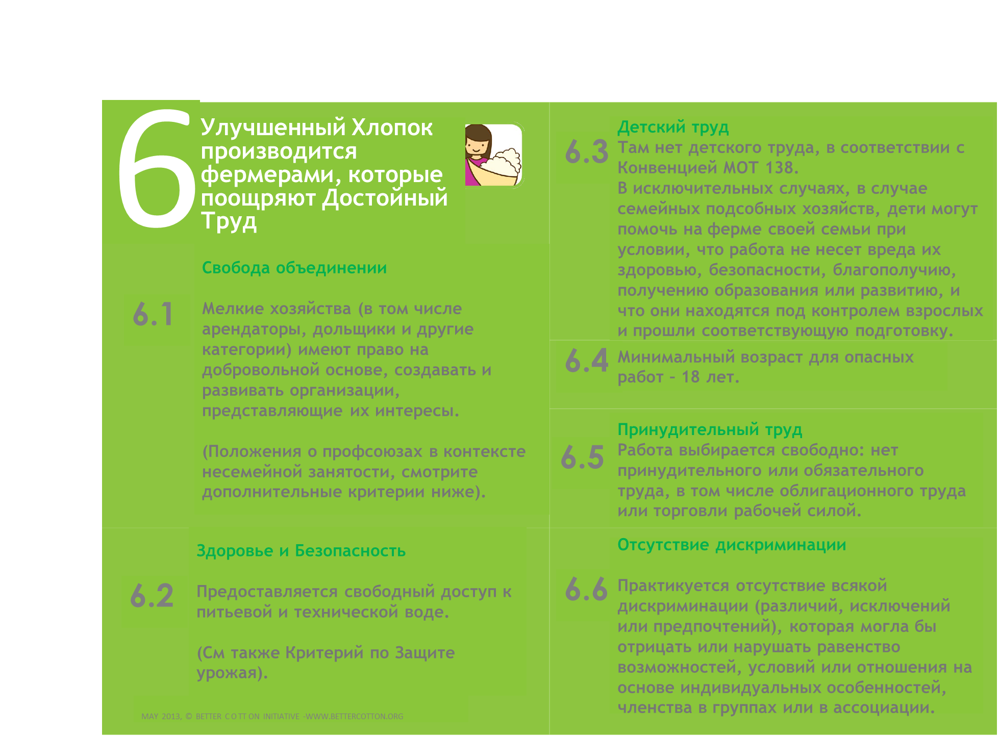 6
Улучшенный Хлопок
производится
фермерами, которые
поощряют Достойный
Труд
Свобода объединении
6.1
Мелкие хозяйства (в том числе
арендаторы, дольщики и другие
категории) имеют право на
добровольной основе, создавать и
развивать организации,
представляющие их интересы.
(Положения о профсоюзах в контексте
несемейной занятости, смотрите
дополнительные критерии ниже).
Здоровье и Безопасность
6.2
Предоставляется свободный доступ к
питьевой и технической воде.
(См также Критерий по Защите
урожая).
MAY 2013, © BETTER COTTON INITIATIVE -WWW.BETTERCOTTON.ORG
Детский труд
6.3
Там нет детского труда, в соответствии с
Конвенцией МОТ 138.
В исключительных случаях, в случае
семейных подсобных хозяйств, дети могут
помочь на ферме своей семьи при
условии, что работа не несет вреда их
здоровью, безопасности, благополучию,
получению образования или развитию, и
что они находятся под контролем взрослых
и прошли соответствующую подготовку.
6.4
Минимальный возраст для опасных
работ – 18 лет.
Принудительный труд
6.5
Работа выбирается свободно: нет
принудительного или обязательного
труда, в том числе облигационного труда
или торговли рабочей силой.
Отсутствие дискриминации
6.6
Практикуется отсутствие всякой
дискриминации (различий, исключений
или предпочтений), которая могла бы
отрицать или нарушать равенство
возможностей, условий или отношения на
основе индивидуальных особенностей,
членства в группах или в ассоциации.